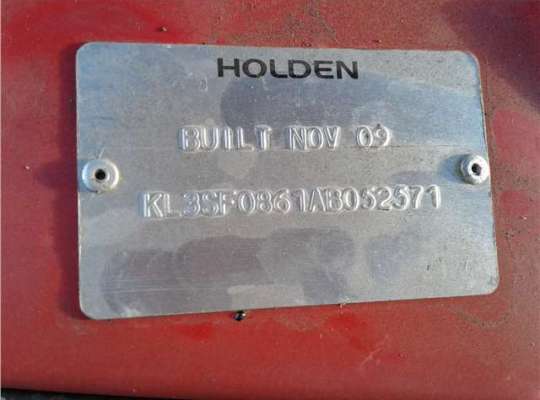 HOLDEN
BUILT NOV 09
KL3SF0861AB052571